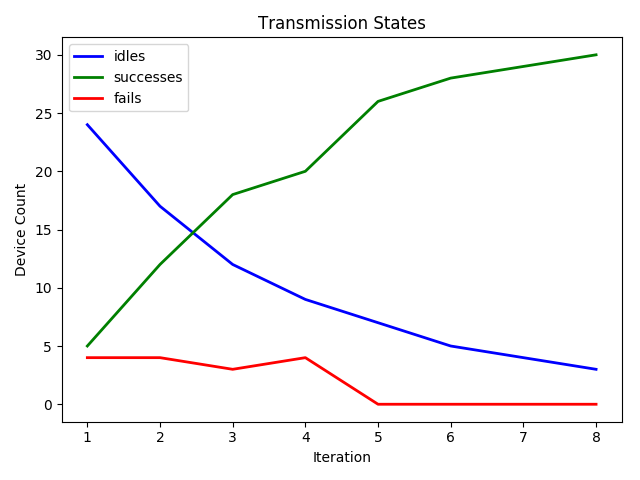 Transmission States
idles
successes
fails
30
25
20
15
10
5
0
Device Count
1 2 3 4 5 6 7 8
Iteration